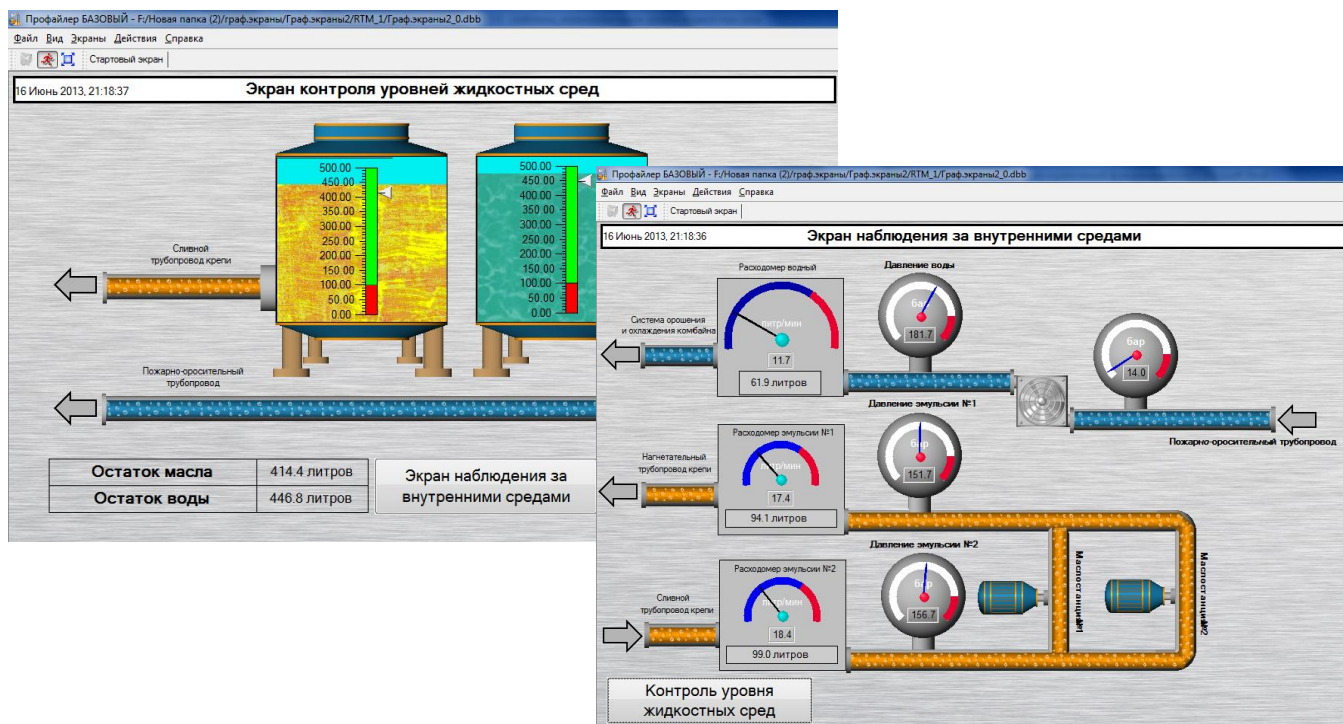 Профайлер БАЗОВЫЙ - F:/Новая папка (2)/граф.экраны/Граф.экраны2/RTM_1/Граф.экраны2_0.dbb
Файл Вид Экраны Действия Справка
Стартовый экран
16 Июнь 2013, 21:18:37
Экран контроля уровней жидкостных сред
500.00
450.00
400.00
350.00
300.00
250.00
200.00
150.00
100.00
50.00
0.00
500.00
450.00
400.00
350.00
300.00
250.00
200.00
150.00
100.00
50.00
0.00
Сливной
трубопровод крепи
Пожарно-оросительный
трубопровод
Остаток масла 414.4 литров
Остаток воды 446.8 литров
Экран наблюдения за
внутренними средами
Профайлер БАЗОВЫЙ - F:/Новая папка (2)/граф.экраны/Граф.экраны2/RTM_1/Граф.экраны2_0.dbb
Файл Вид Экраны Действия Справка
Стартовый экран
16 Июнь 2013, 21:18:36
Экран наблюдения за внутренними средами
Расходомер водный
литр/мин
11.7
61.9 литров
Давление воды
бар
181.7
бар
14.0
Система орошения
и охлаждения комбайна
Пожарно-оросительный трубопровод
Давление эмульсии №1
бар
151.7
Расходомер эмульсии №1
литр/мин
17.4
94.1 литров
Нагнетательный
трубопровод крепи
Давление эмульсии №2
бар
156.7
Расходомер эмульсии №2
литр/мин
18.4
99.0 литров
Сливной
трубопровод крепи
Маслостанция№1
Маслостанция№2
Контроль уровня
жидкостных сред